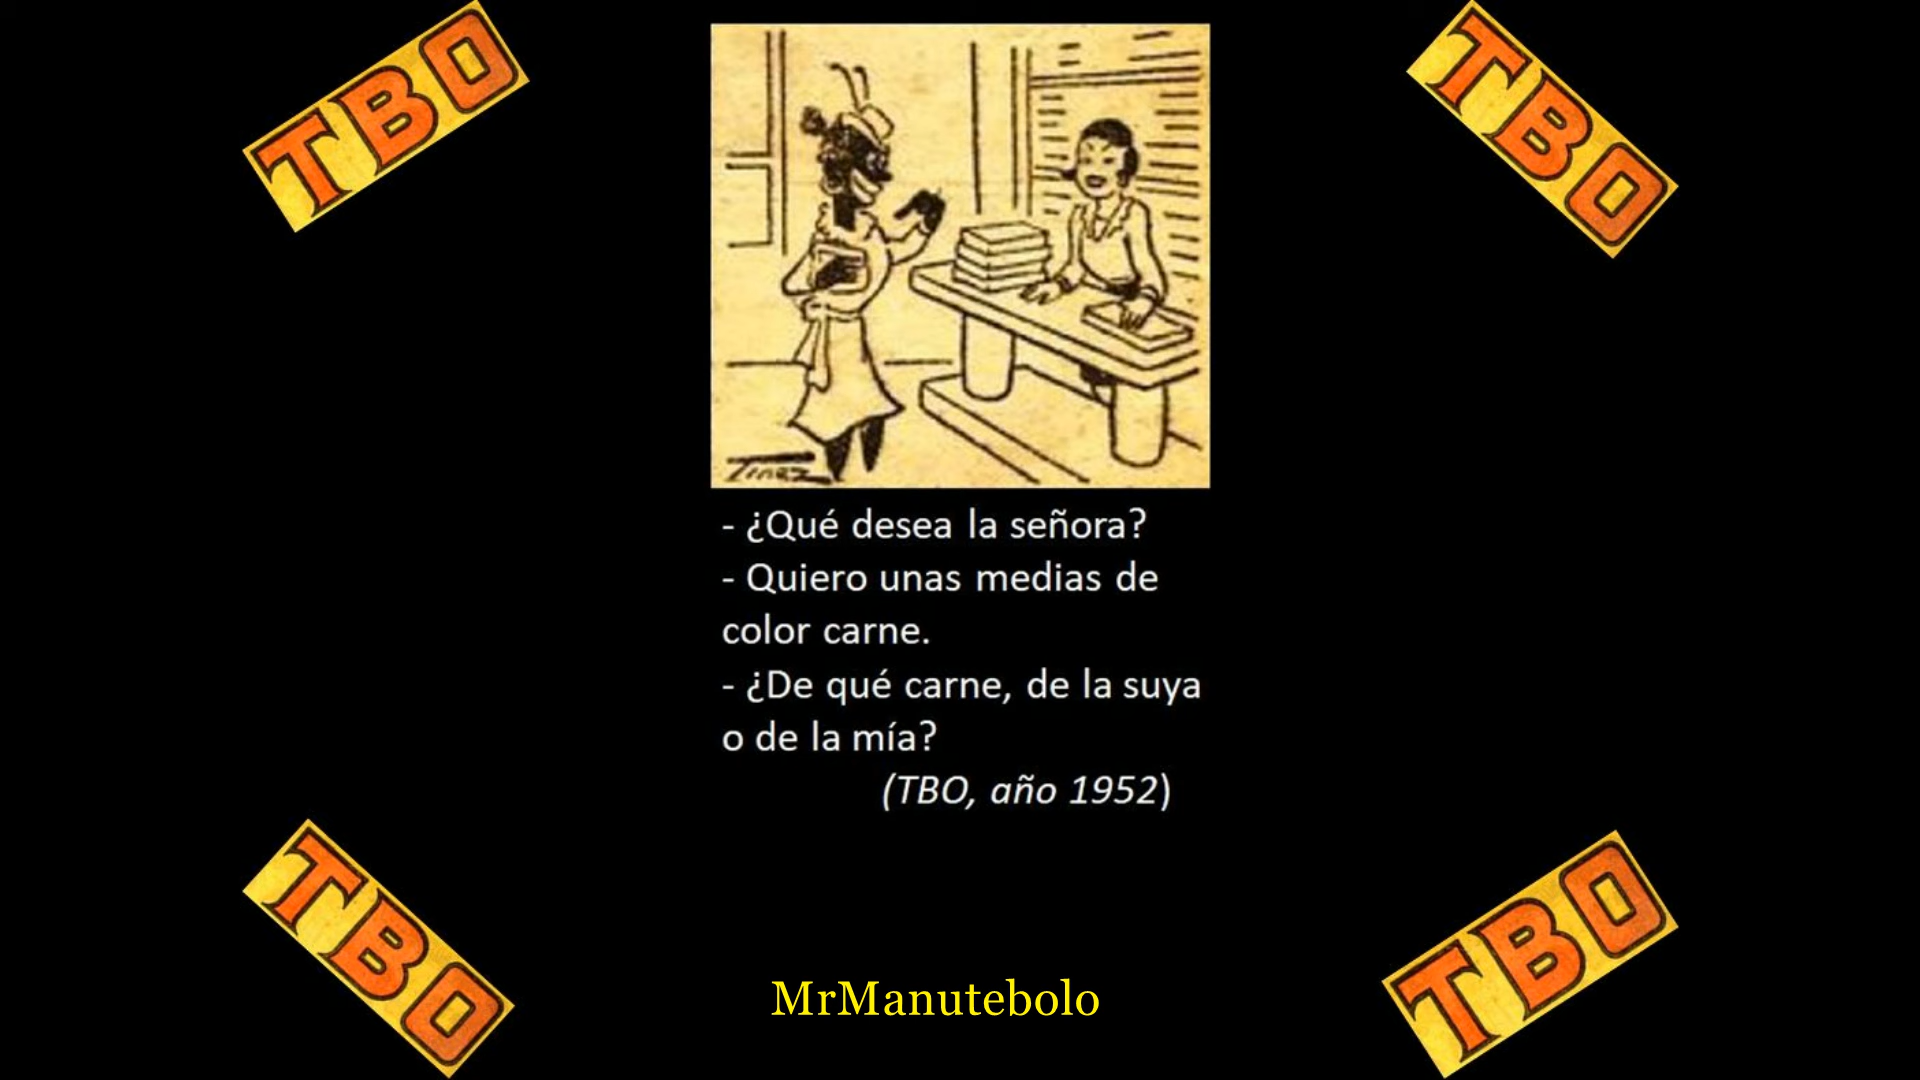 TBO
TBO
- ¿Qué desea la señora?
- Quiero unas medias de
color carne.
- ¿De qué carne, de la suya
o de la mía?
(TBO, año 1952)
TBO
TBO
MrManutebolo